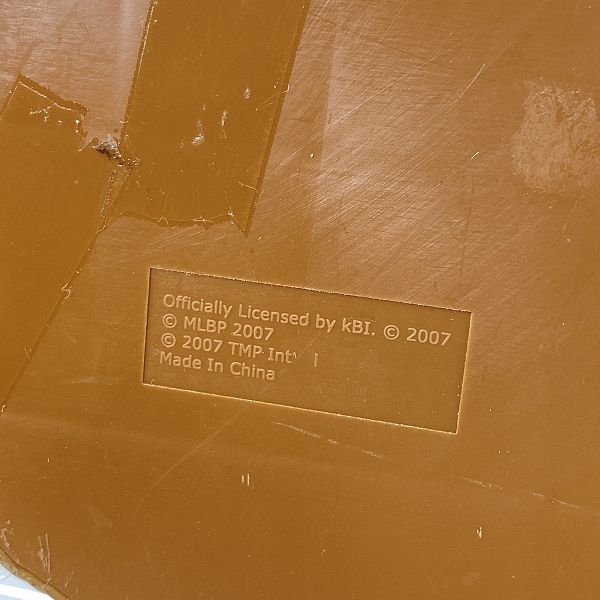 Officially Licensed by kBI. © 2007
© MLBP 2007
© 2007 TMP Int'l
Made In China